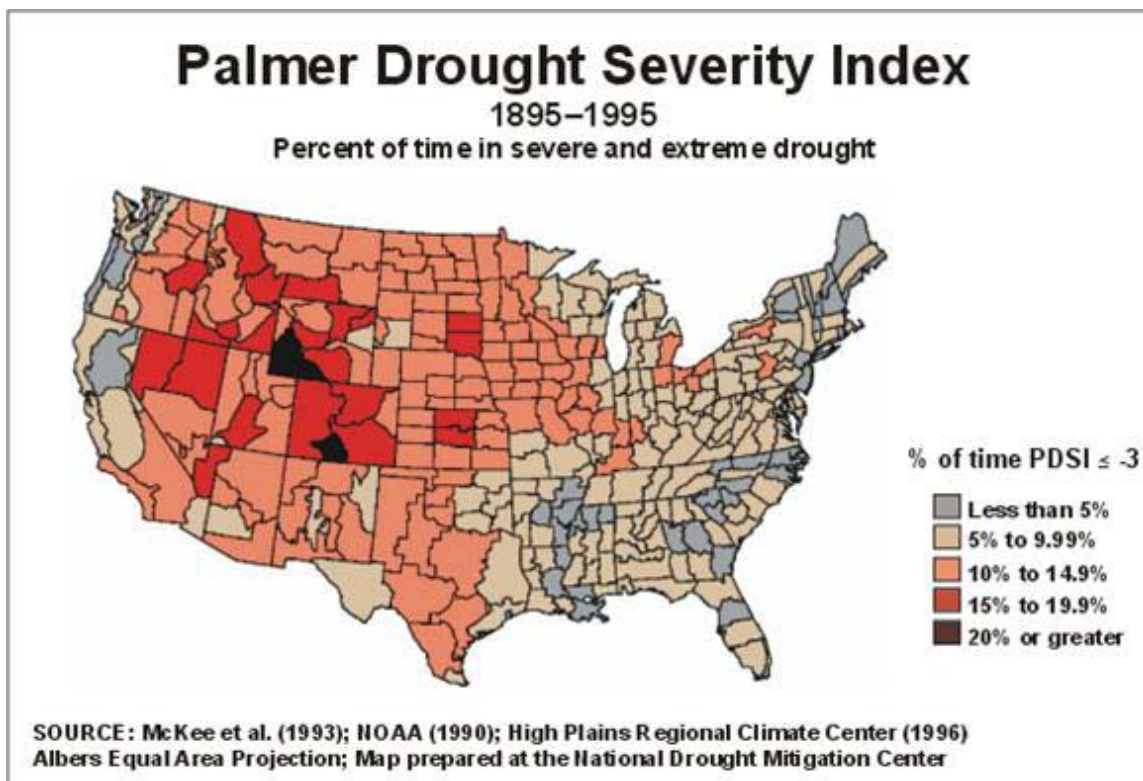 Palmer Drought Severity Index
1895–1995
Percent of time in severe and extreme drought
% of time PDSI ≤ -3
Less than 5%
5% to 9.99%
10% to 14.9%
15% to 19.9%
20% or greater
SOURCE: McKee et al. (1993); NOAA (1990); High Plains Regional Climate Center (1996)
Albers Equal Area Projection; Map prepared at the National Drought Mitigation Center